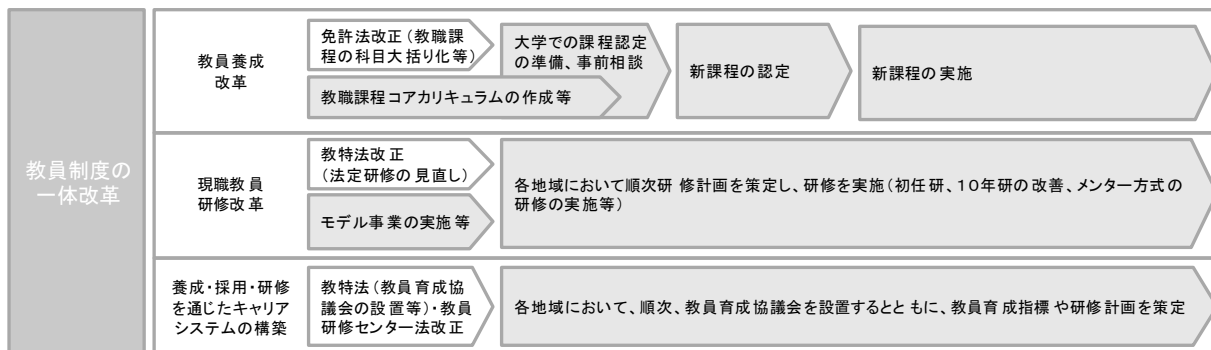 教員制度の
一体改革
教員養成
改革
免許法改正（教職課
程の科目大括り化等）
教職課程コアカリキュラムの作成等
大学での課程認定
の準備、事前相談
新課程の認定
新課程の実施
現職教員
研修改革
教特法改正
（法定研修の見直し）
モデル事業の実施等
各地域において順次研修計画を策定し、研修を実施（初任研、１０年研の改善、メンター方式の
研修の実施等）
養成・採用・研修
を通じたキャリア
システムの構築
教特法（教員育成協
議会の設置等）・教員
研修センター法改正
各地域において、順次、教員育成協議会を設置するとともに、教員育成指標や研修計画を策定